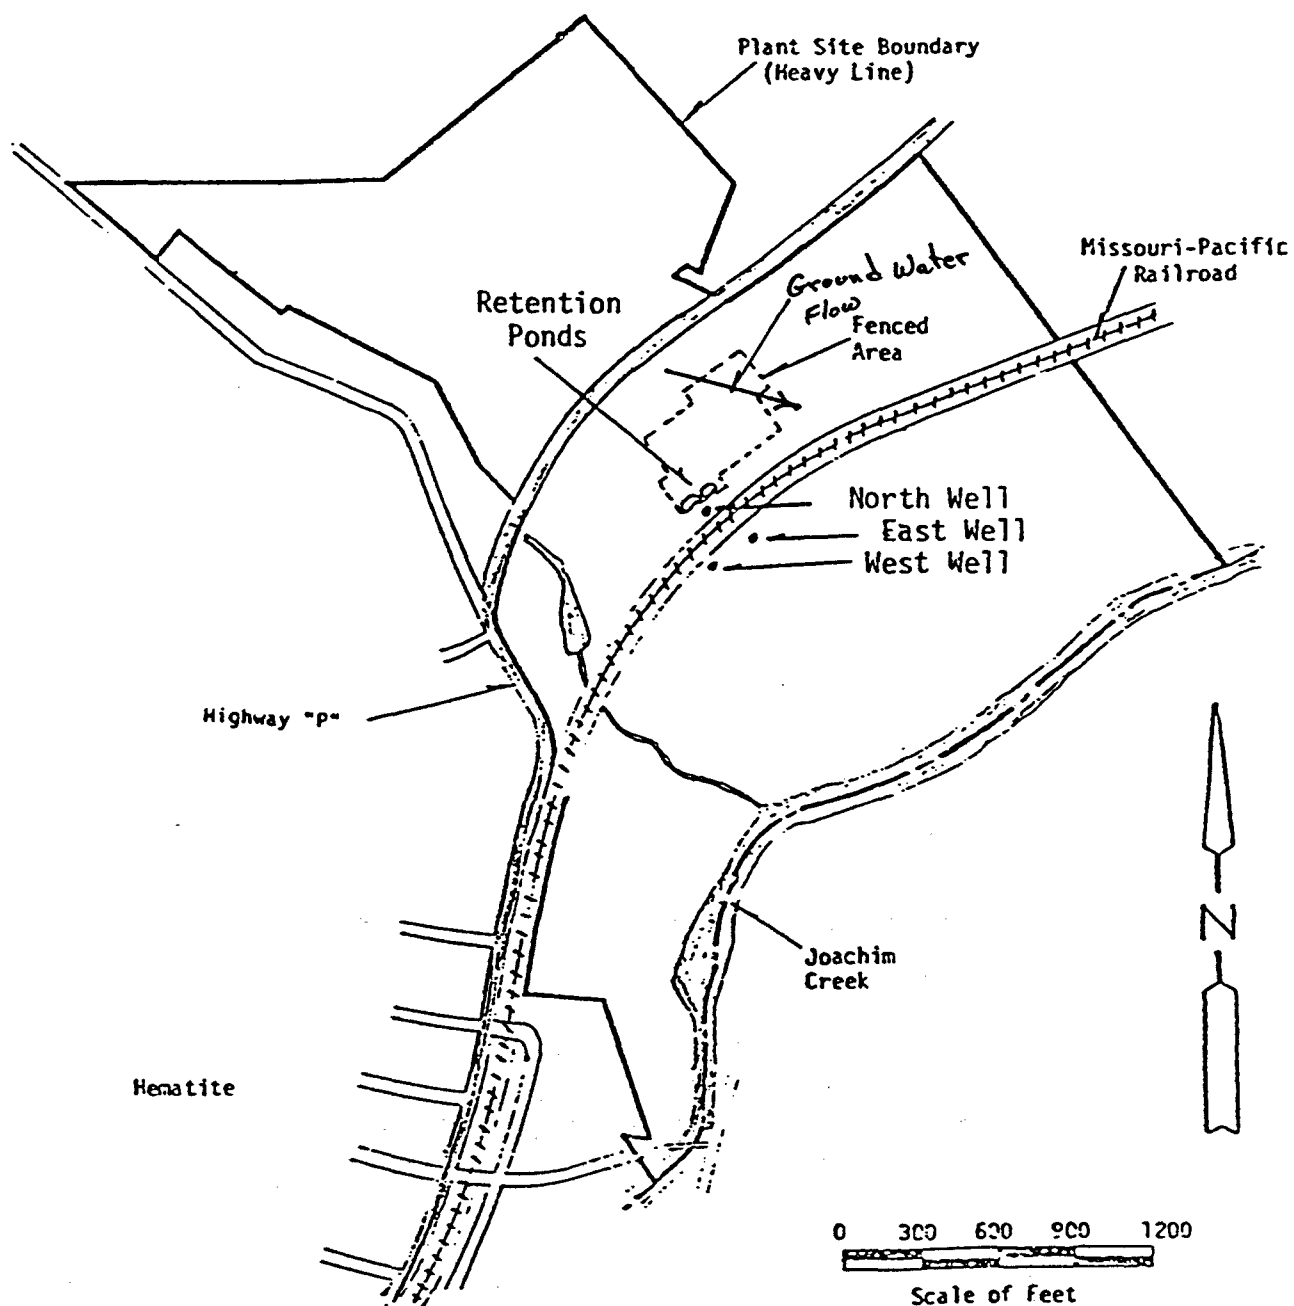 Plant Site Boundary
(Heavy Line)
Missouri-Pacific
Railroad
Ground Water
Flow
Retention
Ponds
Fenced
Area
North Well
East Well
West Well
Highway "P"
N
Joachim
Creek
Hematite
0 300 600 900 1200
Scale of Feet